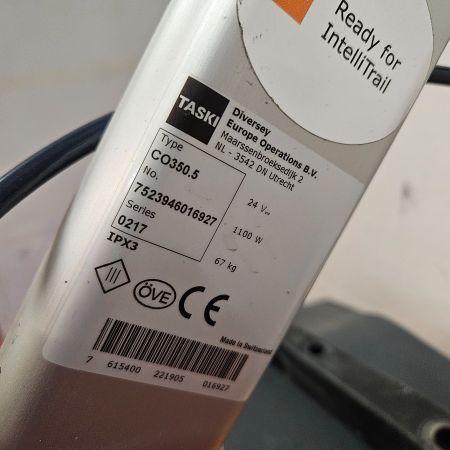 Ready for
IntelliTrail
TASKI
Diversey
Europe Operations B.V.
Maarssenbroeksedijk 2
NL - 3542 DN Utrecht
Type
CO350.5
No.
7523946016927
Series
0217
24 V
1100 W
67 kg
IPX3
III
ÖVE
CE
Made in Switzerland
7 615400 221905 016927